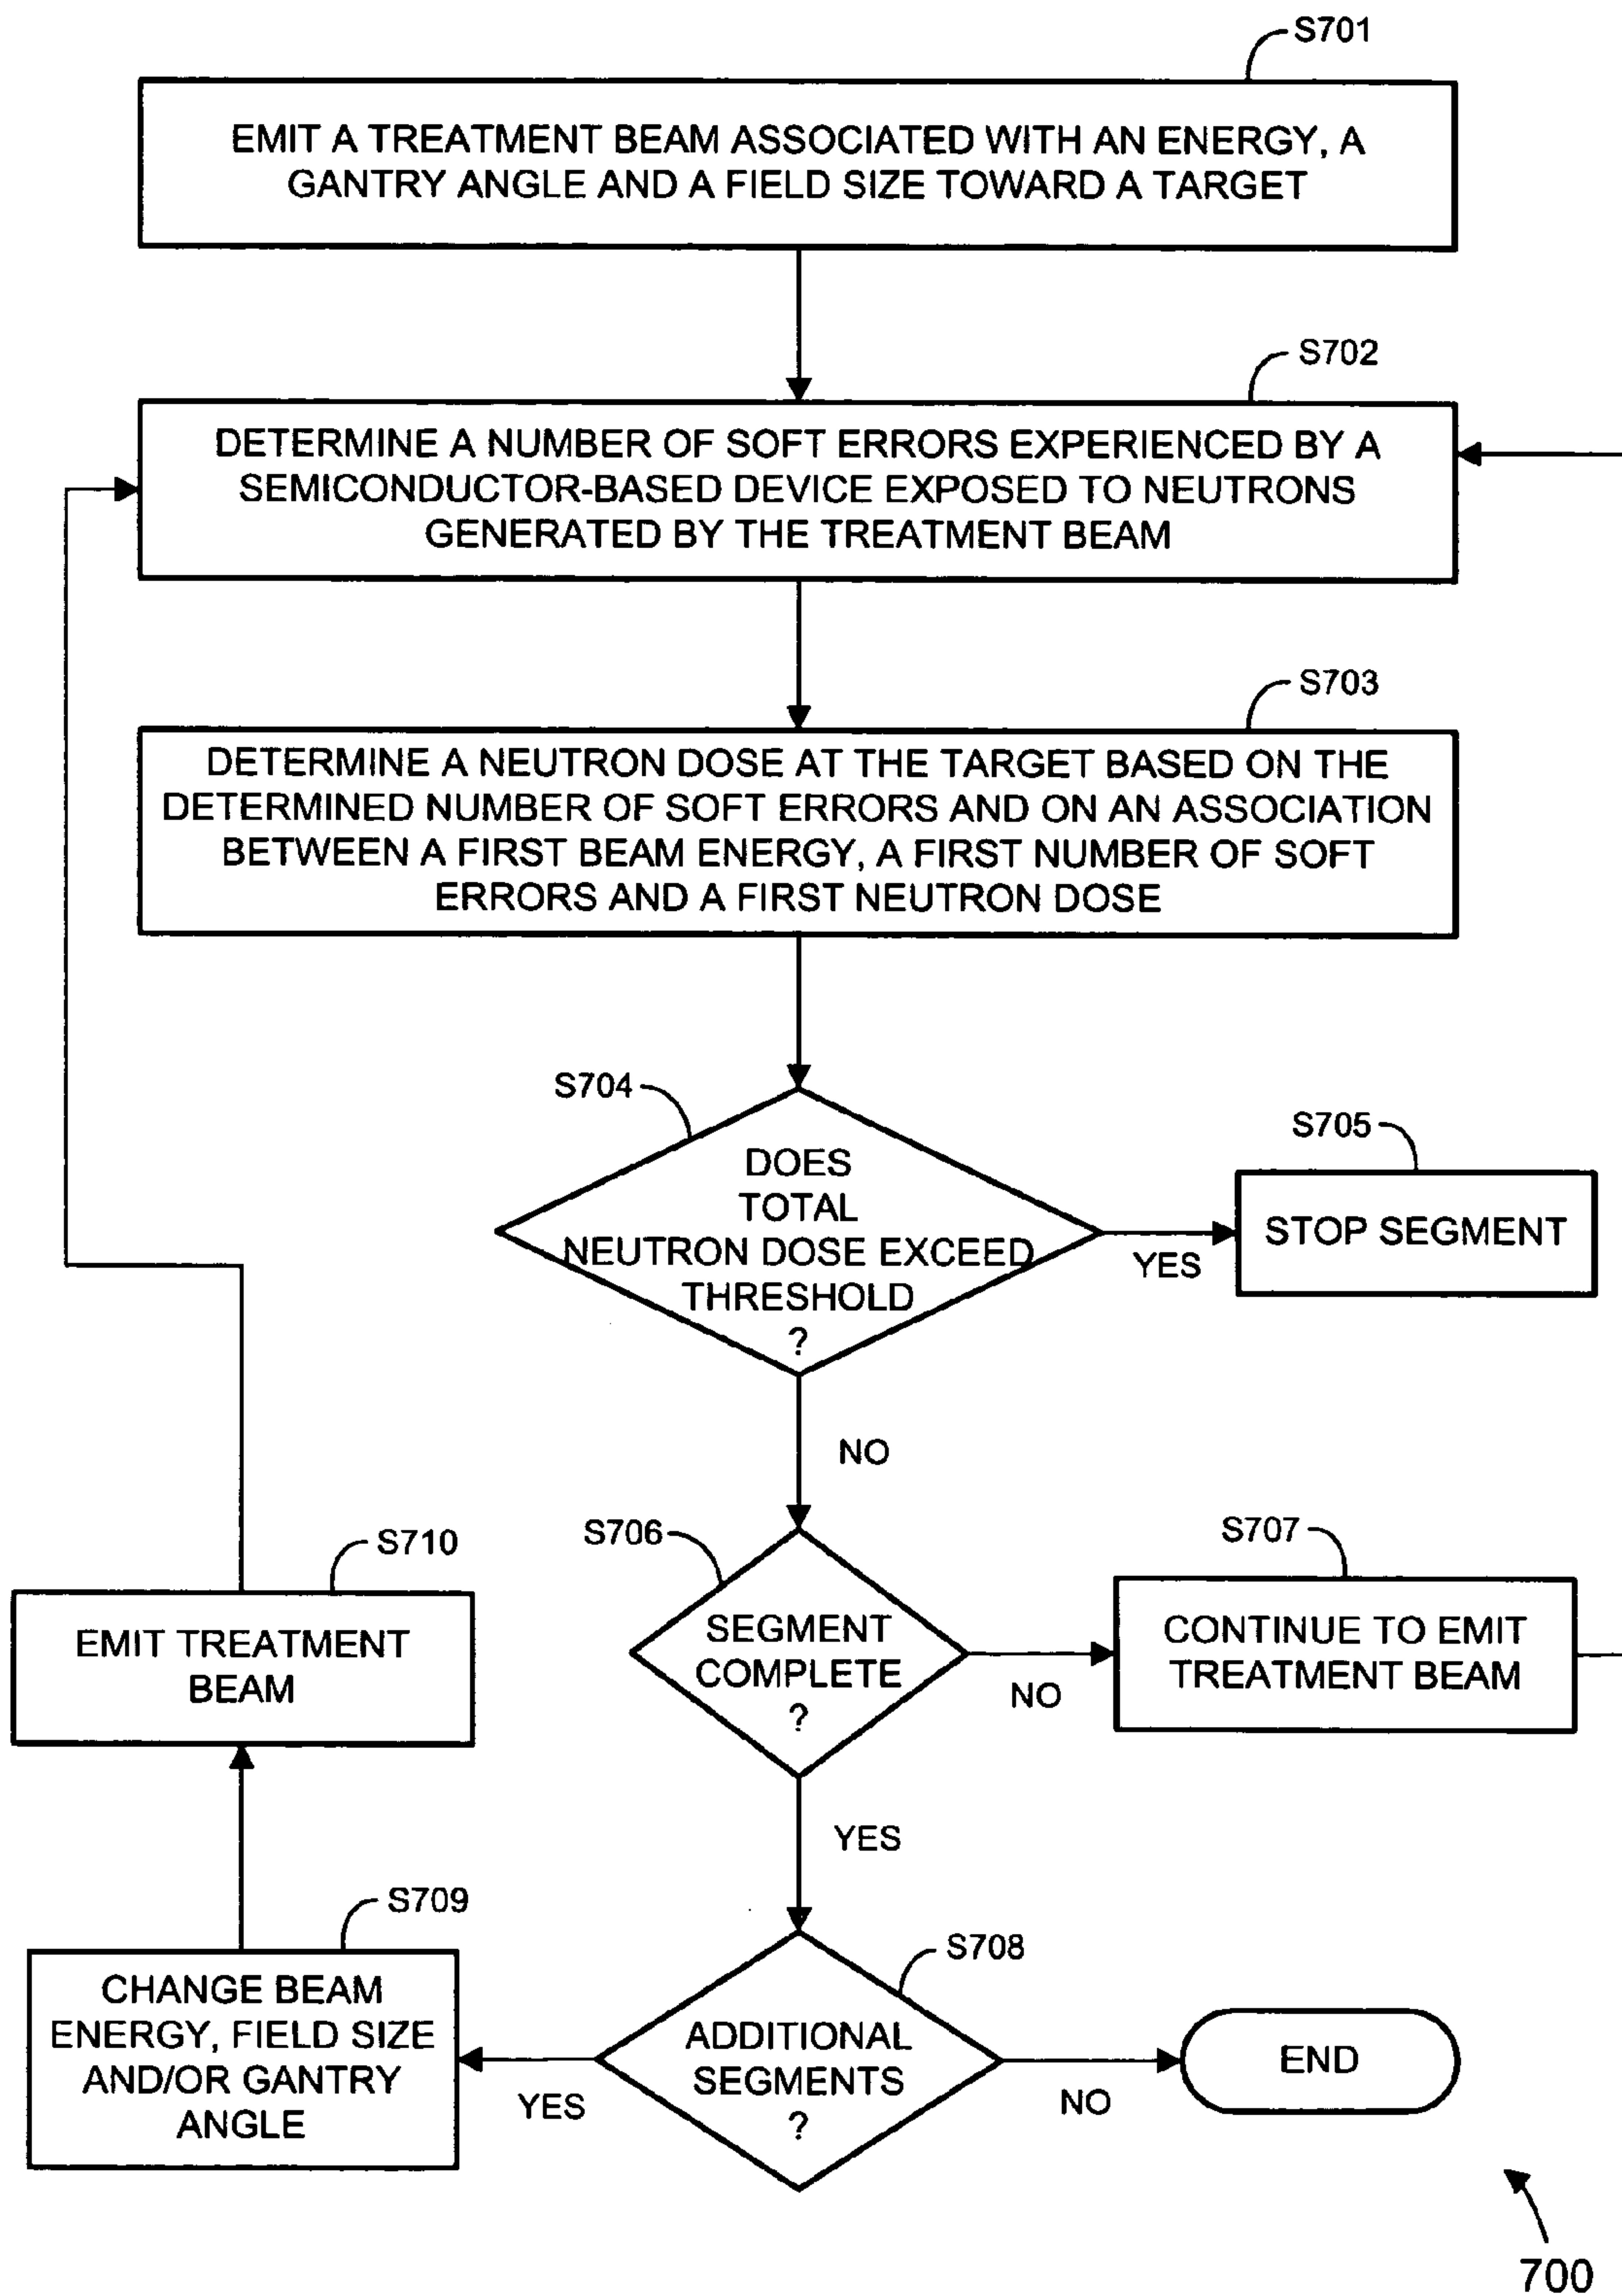 S701
EMIT A TREATMENT BEAM ASSOCIATED WITH AN ENERGY, A
GANTRY ANGLE AND A FIELD SIZE TOWARD A TARGET
S702
DETERMINE A NUMBER OF SOFT ERRORS EXPERIENCED BY A
SEMICONDUCTOR-BASED DEVICE EXPOSED TO NEUTRONS
GENERATED BY THE TREATMENT BEAM
S703
DETERMINE A NEUTRON DOSE AT THE TARGET BASED ON THE
DETERMINED NUMBER OF SOFT ERRORS AND ON AN ASSOCIATION
BETWEEN A FIRST BEAM ENERGY, A FIRST NUMBER OF SOFT
ERRORS AND A FIRST NEUTRON DOSE
S704
DOES
TOTAL
NEUTRON DOSE EXCEED
THRESHOLD
?
YES
S705
STOP SEGMENT
NO
S706
SEGMENT
COMPLETE
?
NO
S707
CONTINUE TO EMIT
TREATMENT BEAM
S710
EMIT TREATMENT
BEAM
YES
S709
CHANGE BEAM
ENERGY, FIELD SIZE
AND/OR GANTRY
ANGLE
YES
S708
ADDITIONAL
SEGMENTS
?
NO
END
700